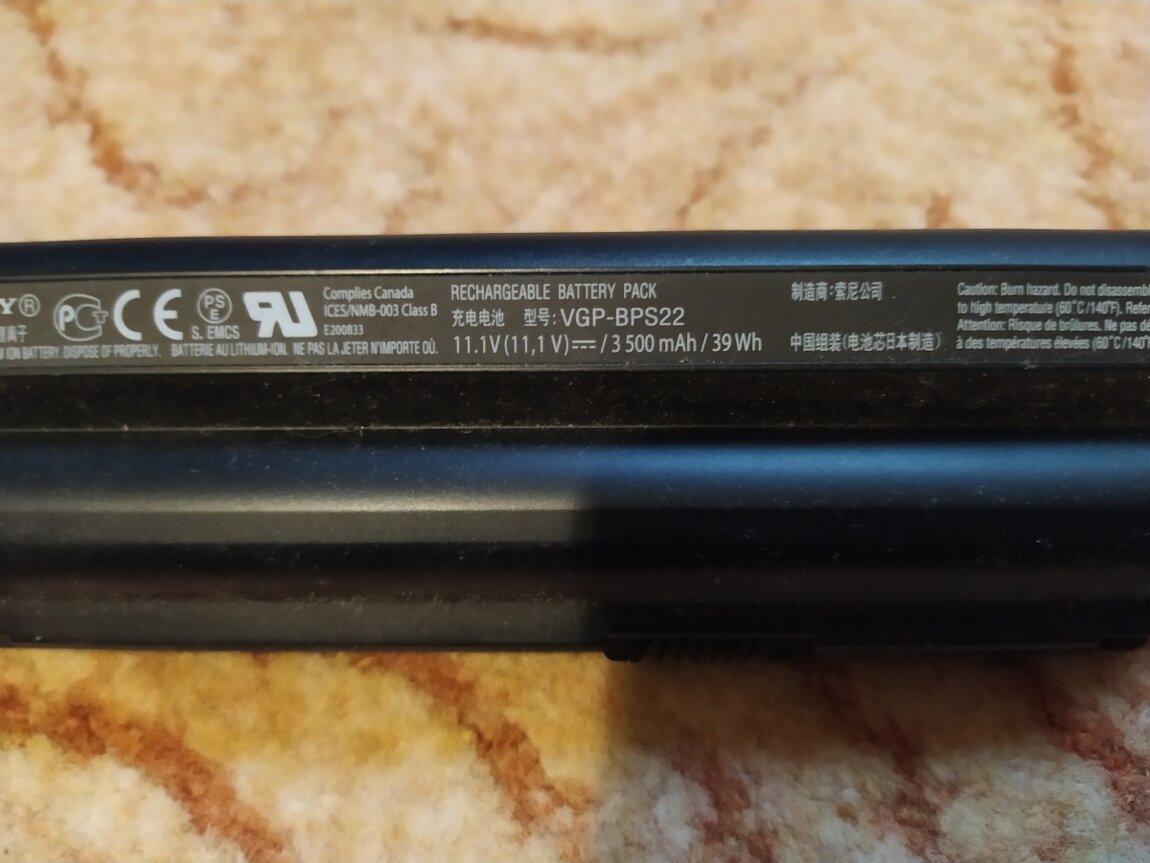 Y®
PCT CE PS E S. EMCS
Complies Canada
ICES/NMB-003 Class B
E200833
ION BATTERY. DISPOSE OF PROPERLY. BATTERIE AU LITHIUM-ION. NE PAS LA JETER N'IMPORTE OÙ.
RECHARGEABLE BATTERY PACK
充电电池 型号: VGP-BPS22
11.1V (11,1 V)⎓ / 3 500 mAh / 39 Wh
制造商:索尼公司
中国组装(电池芯日本制造)
Caution: Burn hazard. Do not disassembl
to high temperature (60°C/140°F). Refe
Attention: Risque de brûlures. Ne pas dé
à des températures élevées (60°C/140°F